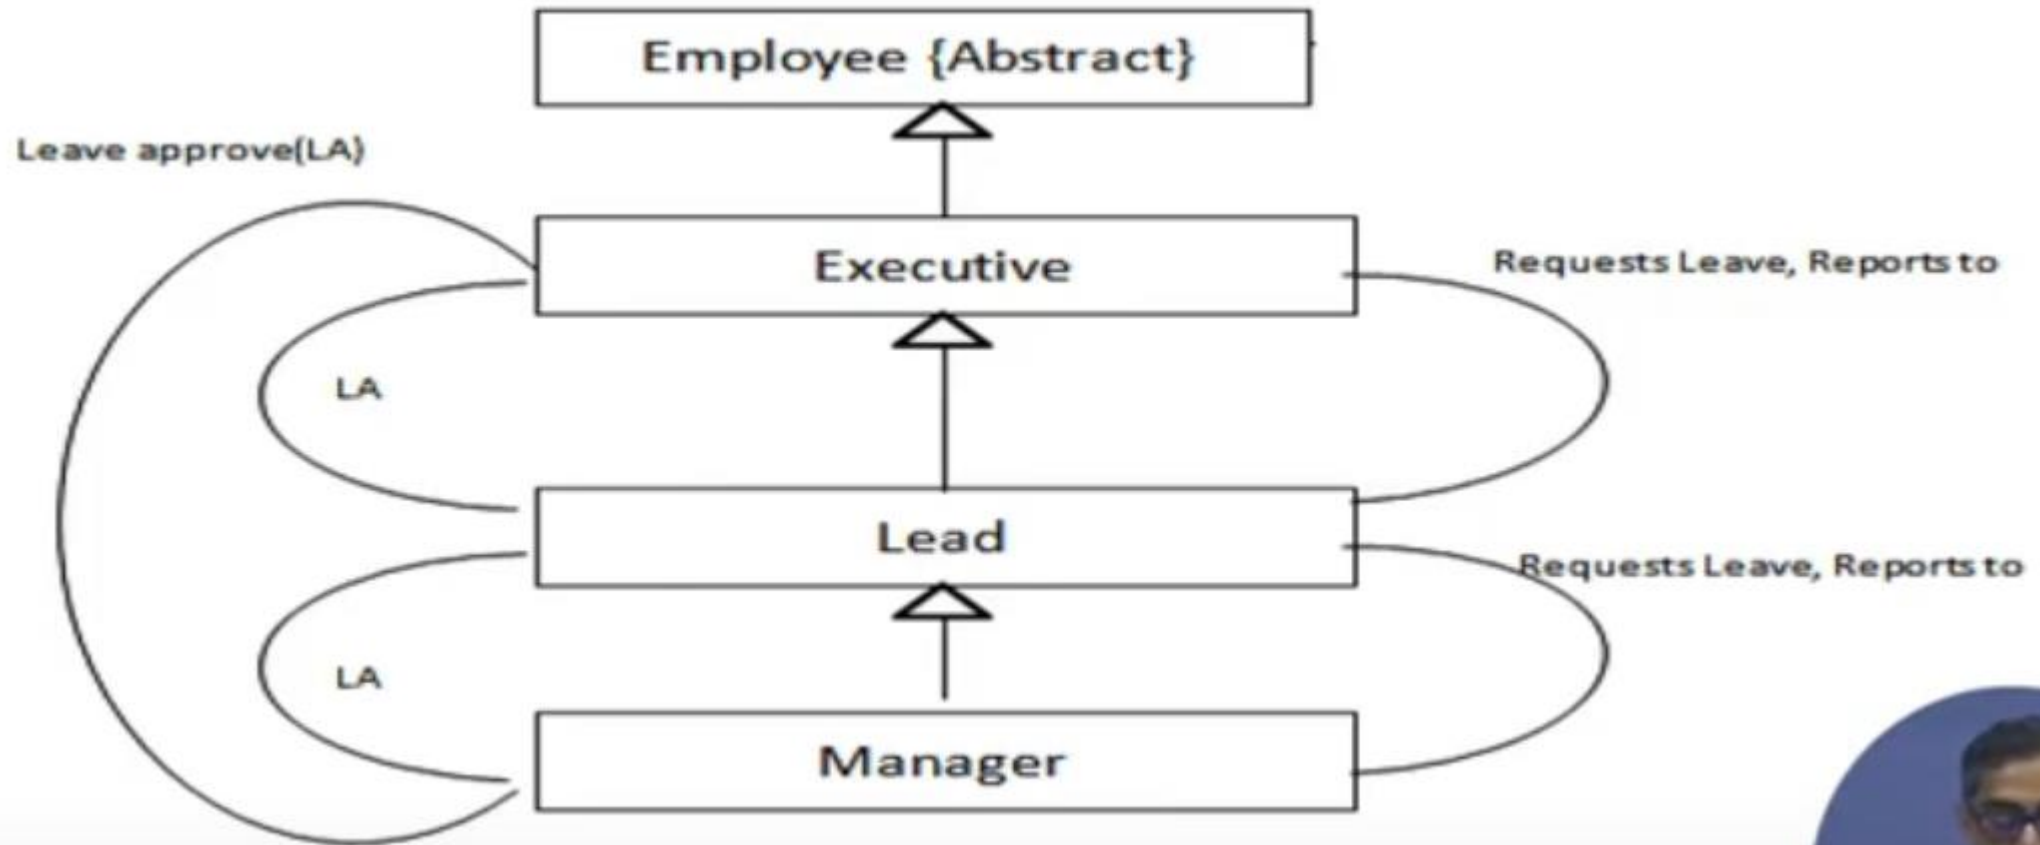 Employee {Abstract}
Leave approve(LA)
Executive
Requests Leave, Reports to
LA
Lead
Requests Leave, Reports to
LA
Manager